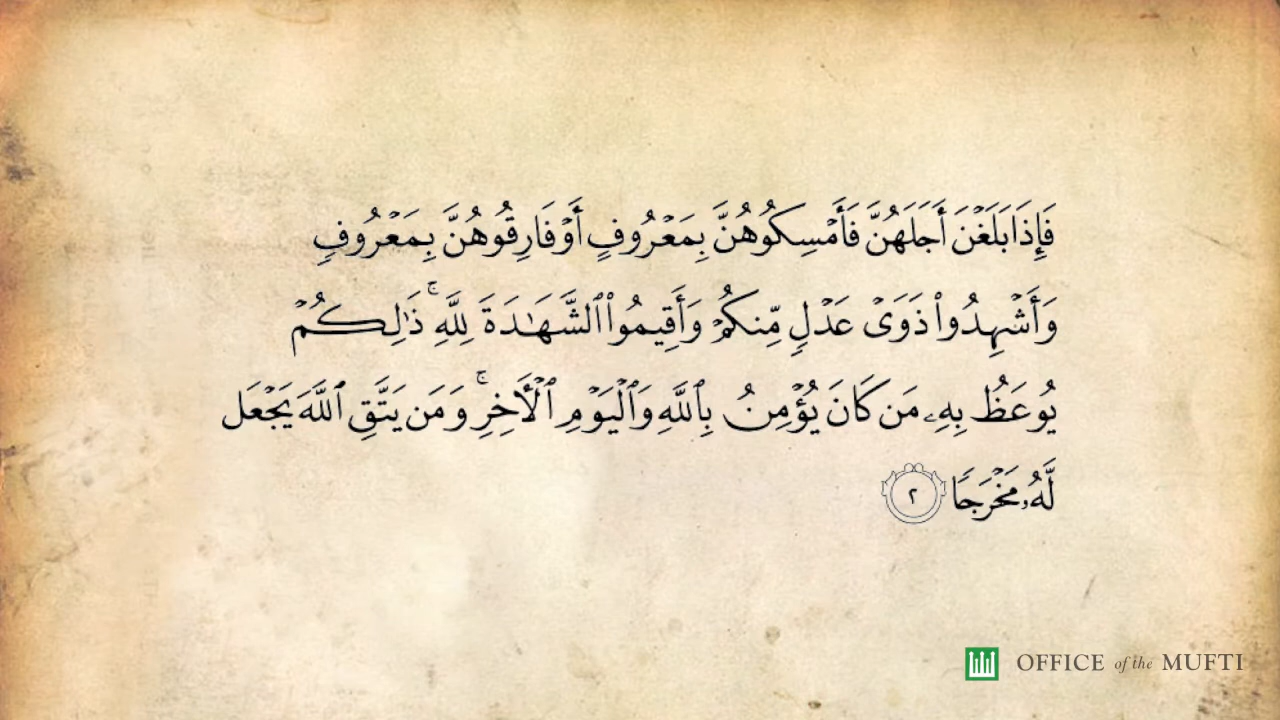 فَإِذَا بَلَغْنَ أَجَلَهُنَّ فَأَمْسِكُوهُنَّ بِمَعْرُوفٍ أَوْ فَارِقُوهُنَّ بِمَعْرُوفٍ
وَأَشْهِدُوا۟ ذَوَىْ عَدْلٍ مِّنكُمْ وَأَقِيمُوا۟ ٱلشَّهَـٰدَةَ لِلَّهِ ۚ ذَٰلِكُمْ
يُوعَظُ بِهِۦ مَن كَانَ يُؤْمِنُ بِٱللَّهِ وَٱلْيَوْمِ ٱلْأَخِرِ ۚ وَمَن يَتَّقِ ٱللَّهَ يَجْعَل
لَّهُۥ مَخْرَجًا ٢
OFFICE of the MUFTI